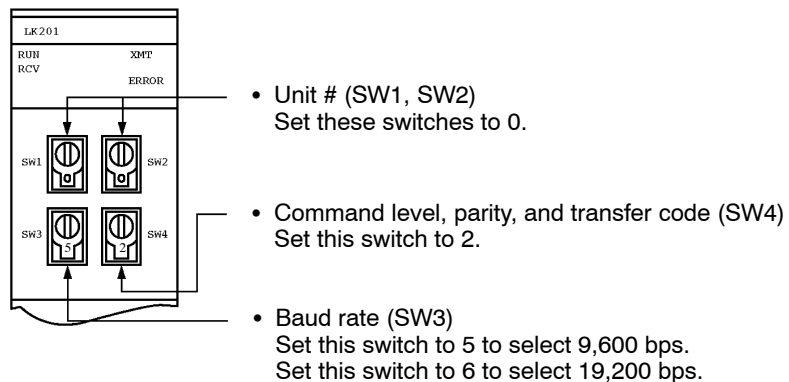 LK201
RUN XMT
RCV
ERROR
• Unit # (SW1, SW2)
Set these switches to 0.
SW1 0 0 SW2
• Command level, parity, and transfer code (SW4)
Set this switch to 2.
SW3 5 2 SW4
• Baud rate (SW3)
Set this switch to 5 to select 9,600 bps.
Set this switch to 6 to select 19,200 bps.